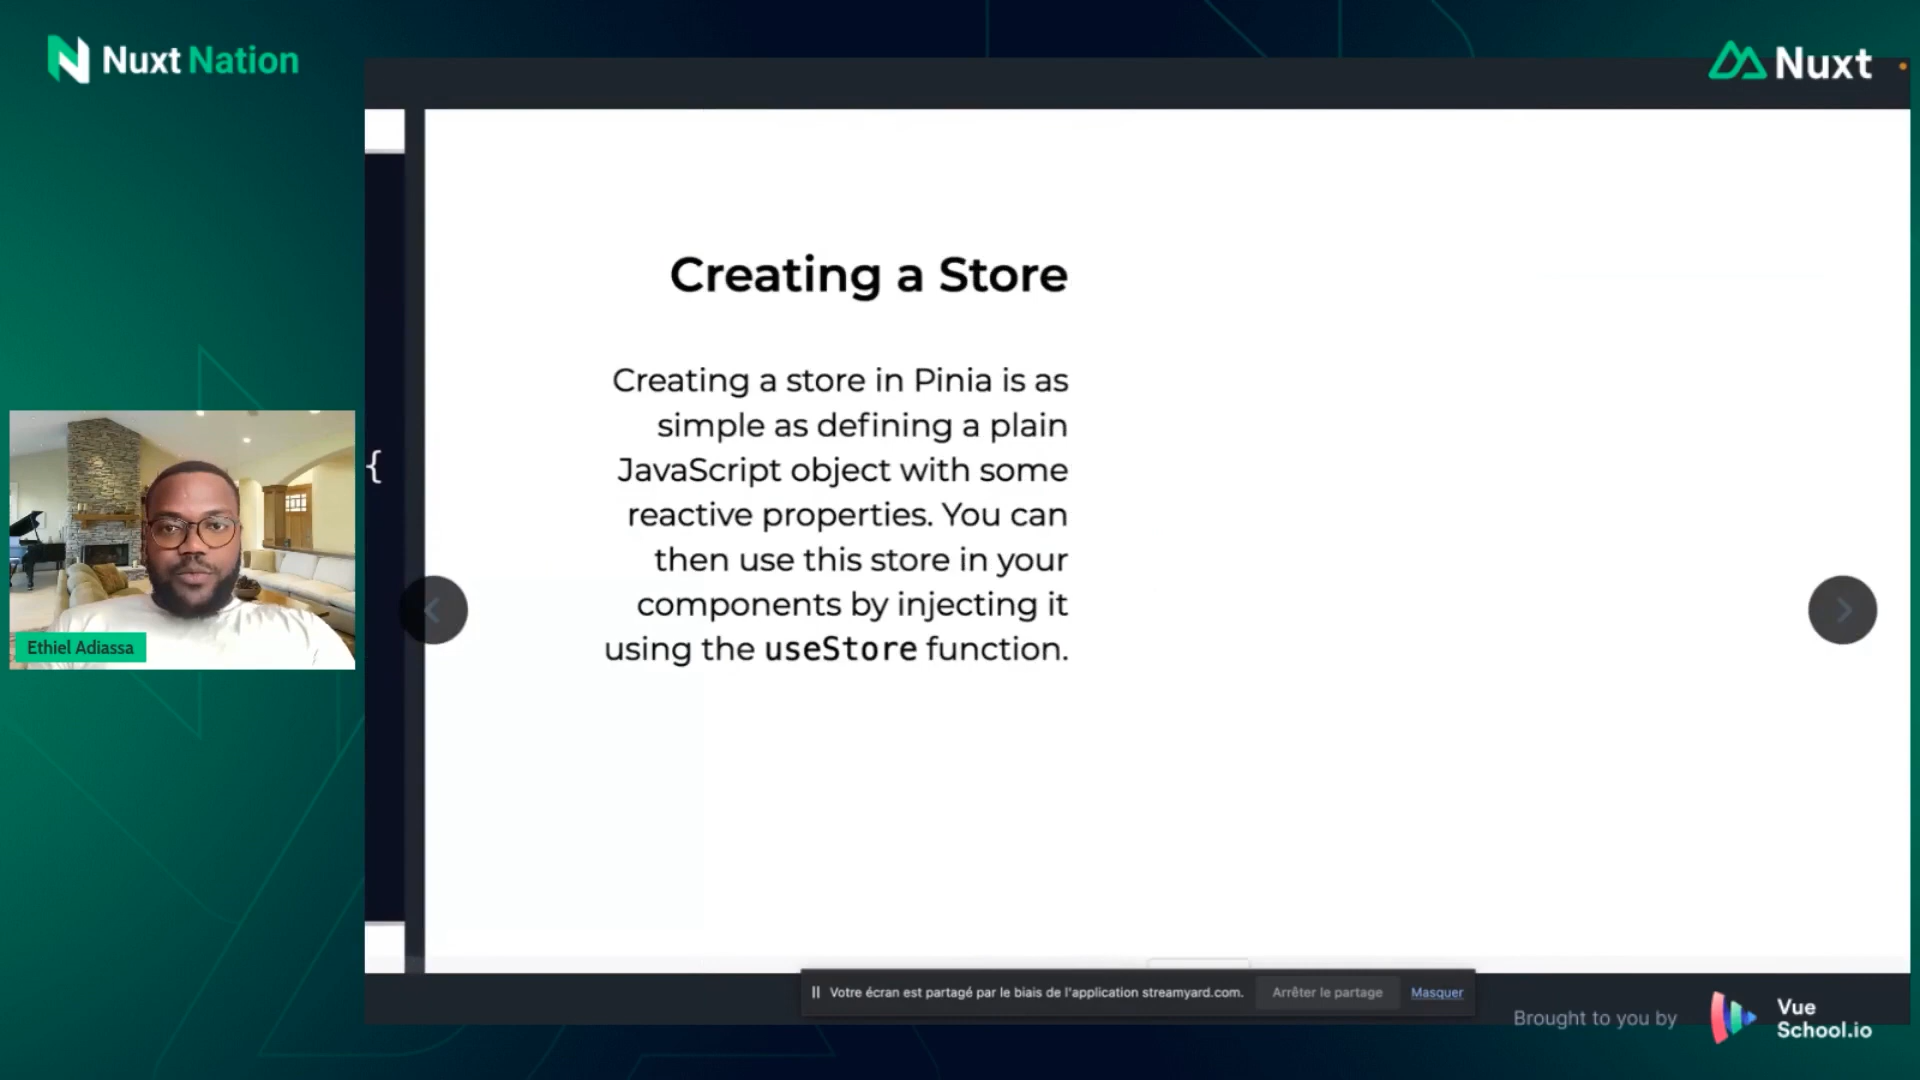 Nuxt Nation
Nuxt
{
Creating a Store
Creating a store in Pinia is as
simple as defining a plain
JavaScript object with some
reactive properties. You can
then use this store in your
components by injecting it
using the useStore function.
Ethiel Adiassa
Votre écran est partagé par le biais de l'application streamyard.com.
Arrêter le partage
Masquer
Brought to you by
Vue
School.io